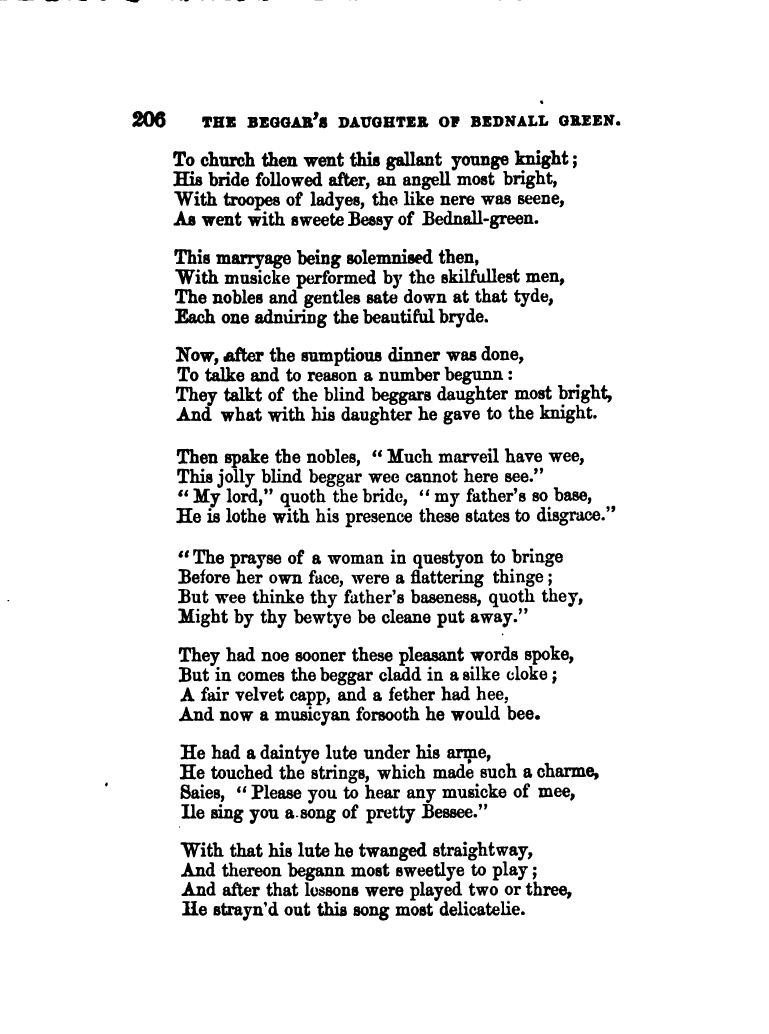 206 THE BEGGAR'S DAUGHTER OF BEDNALL GREEN.
To church then went this gallant younge knight;
His bride followed after, an angell most bright,
With troopes of ladyes, the like nere was seene,
As went with sweete Bessy of Bednall-green.
This marryage being solemnised then,
With musicke performed by the skilfullest men,
The nobles and gentles sate down at that tyde,
Each one admiring the beautiful bryde.
Now, after the sumptious dinner was done,
To talke and to reason a number begunn:
They talkt of the blind beggars daughter most bright,
And what with his daughter he gave to the knight.
Then spake the nobles, "Much marveil have wee,
This jolly blind beggar wee cannot here see."
"My lord," quoth the bride, "my father's so base,
He is lothe with his presence these states to disgrace."
"The prayse of a woman in questyon to bringe
Before her own face, were a flattering thinge;
But wee thinke thy father's baseness, quoth they,
Might by thy bewtye be cleane put away."
They had noe sooner these pleasant words spoke,
But in comes the beggar cladd in a silke cloke;
A fair velvet capp, and a fether had hee,
And now a musicyan forsooth he would bee.
He had a daintye lute under his arme,
He touched the strings, which made such a charme,
Saies, "Please you to hear any musicke of mee,
Ile sing you a song of pretty Bessee."
With that his lute he twanged straightway,
And thereon begann most sweetlye to play;
And after that lessons were played two or three,
He strayn'd out this song most delicatelie.